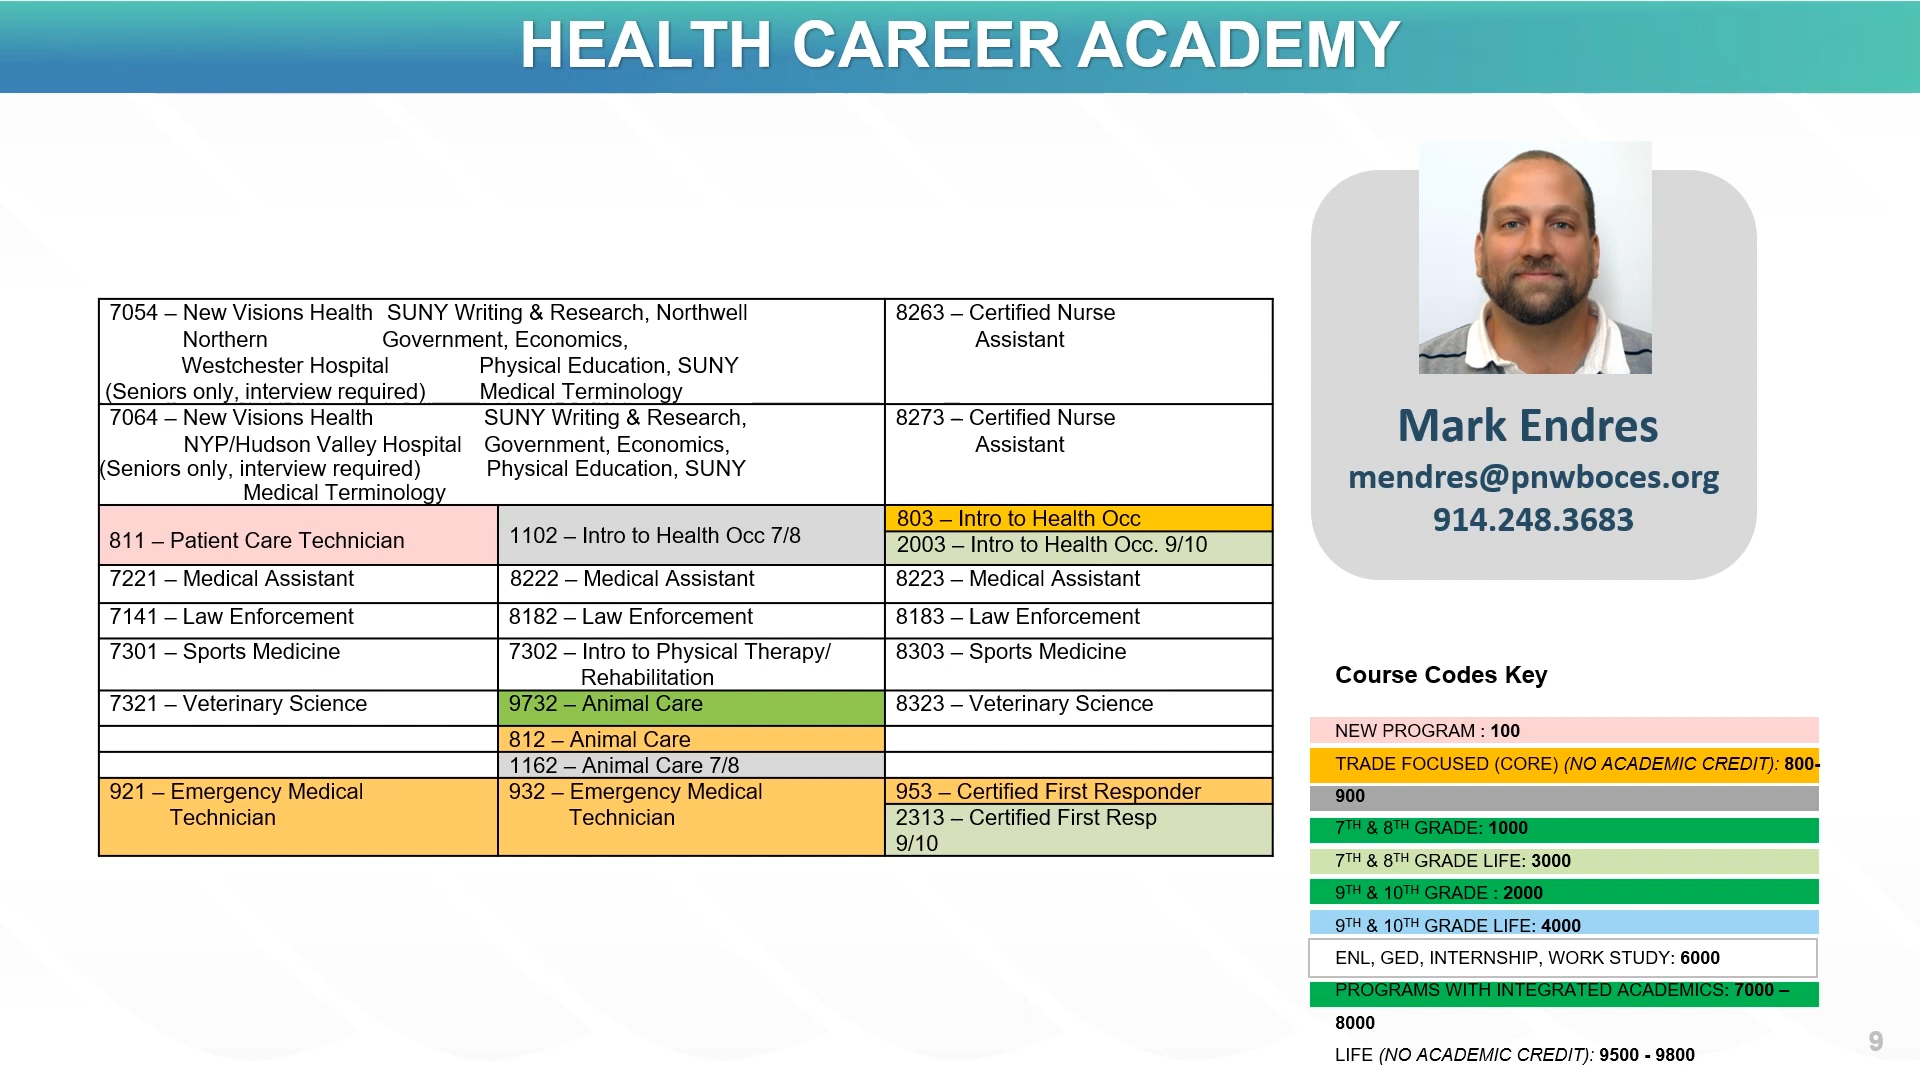 HEALTH CAREER ACADEMY
7054 – New Visions Health SUNY Writing & Research, Northwell
Northern Government, Economics,
Westchester Hospital Physical Education, SUNY
(Seniors only, interview required) Medical Terminology
8263 – Certified Nurse
Assistant
7064 – New Visions Health SUNY Writing & Research,
NYP/Hudson Valley Hospital Government, Economics,
(Seniors only, interview required) Physical Education, SUNY
Medical Terminology
8273 – Certified Nurse
Assistant
811 – Patient Care Technician
1102 – Intro to Health Occ 7/8
803 – Intro to Health Occ
2003 – Intro to Health Occ. 9/10
7221 – Medical Assistant
8222 – Medical Assistant
8223 – Medical Assistant
7141 – Law Enforcement
8182 – Law Enforcement
8183 – Law Enforcement
7301 – Sports Medicine
7302 – Intro to Physical Therapy/
Rehabilitation
8303 – Sports Medicine
7321 – Veterinary Science
9732 – Animal Care
8323 – Veterinary Science
812 – Animal Care
1162 – Animal Care 7/8
921 – Emergency Medical
Technician
932 – Emergency Medical
Technician
953 – Certified First Responder
2313 – Certified First Resp
9/10
Mark Endres
mendres@pnwboces.org
914.248.3683
Course Codes Key
NEW PROGRAM : 100
TRADE FOCUSED (CORE) (NO ACADEMIC CREDIT): 800-
900
7TH & 8TH GRADE: 1000
7TH & 8TH GRADE LIFE: 3000
9TH & 10TH GRADE : 2000
9TH & 10TH GRADE LIFE: 4000
ENL, GED, INTERNSHIP, WORK STUDY: 6000
PROGRAMS WITH INTEGRATED ACADEMICS: 7000 –
8000
LIFE (NO ACADEMIC CREDIT): 9500 - 9800
9